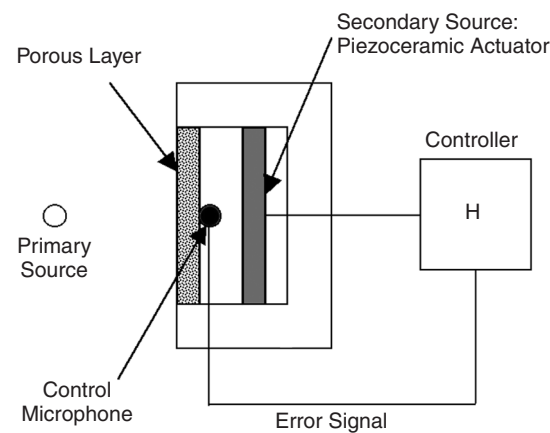 Secondary Source:
Piezoceramic Actuator
Porous Layer
Controller
H
Primary
Source
Control
Microphone
Error Signal